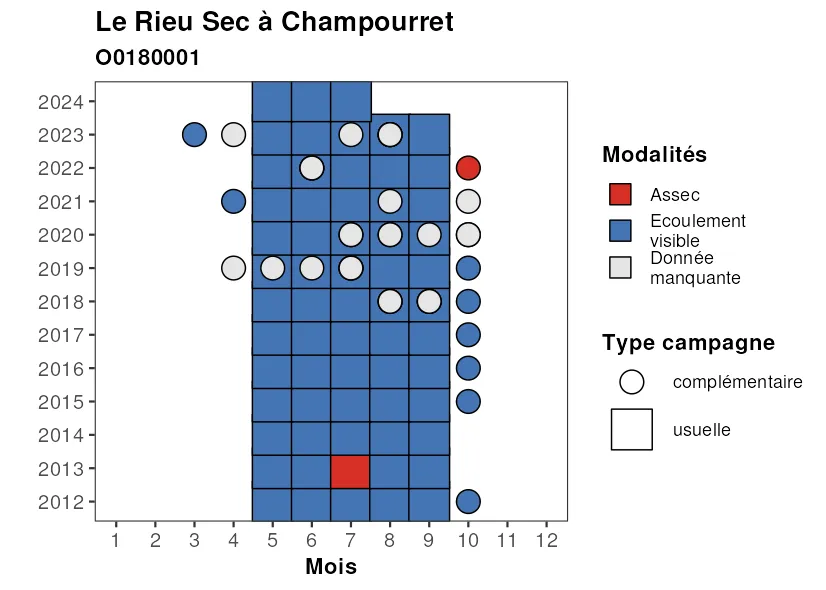 Le Rieu Sec à Champourret
O0180001
2024
2023
2022
2021
2020
2019
2018
2017
2016
2015
2014
2013
2012
1 2 3 4 5 6 7 8 9 10 11 12
Mois
Modalités
Assec
Ecoulement
visible
Donnée
manquante
Type campagne
complémentaire
usuelle